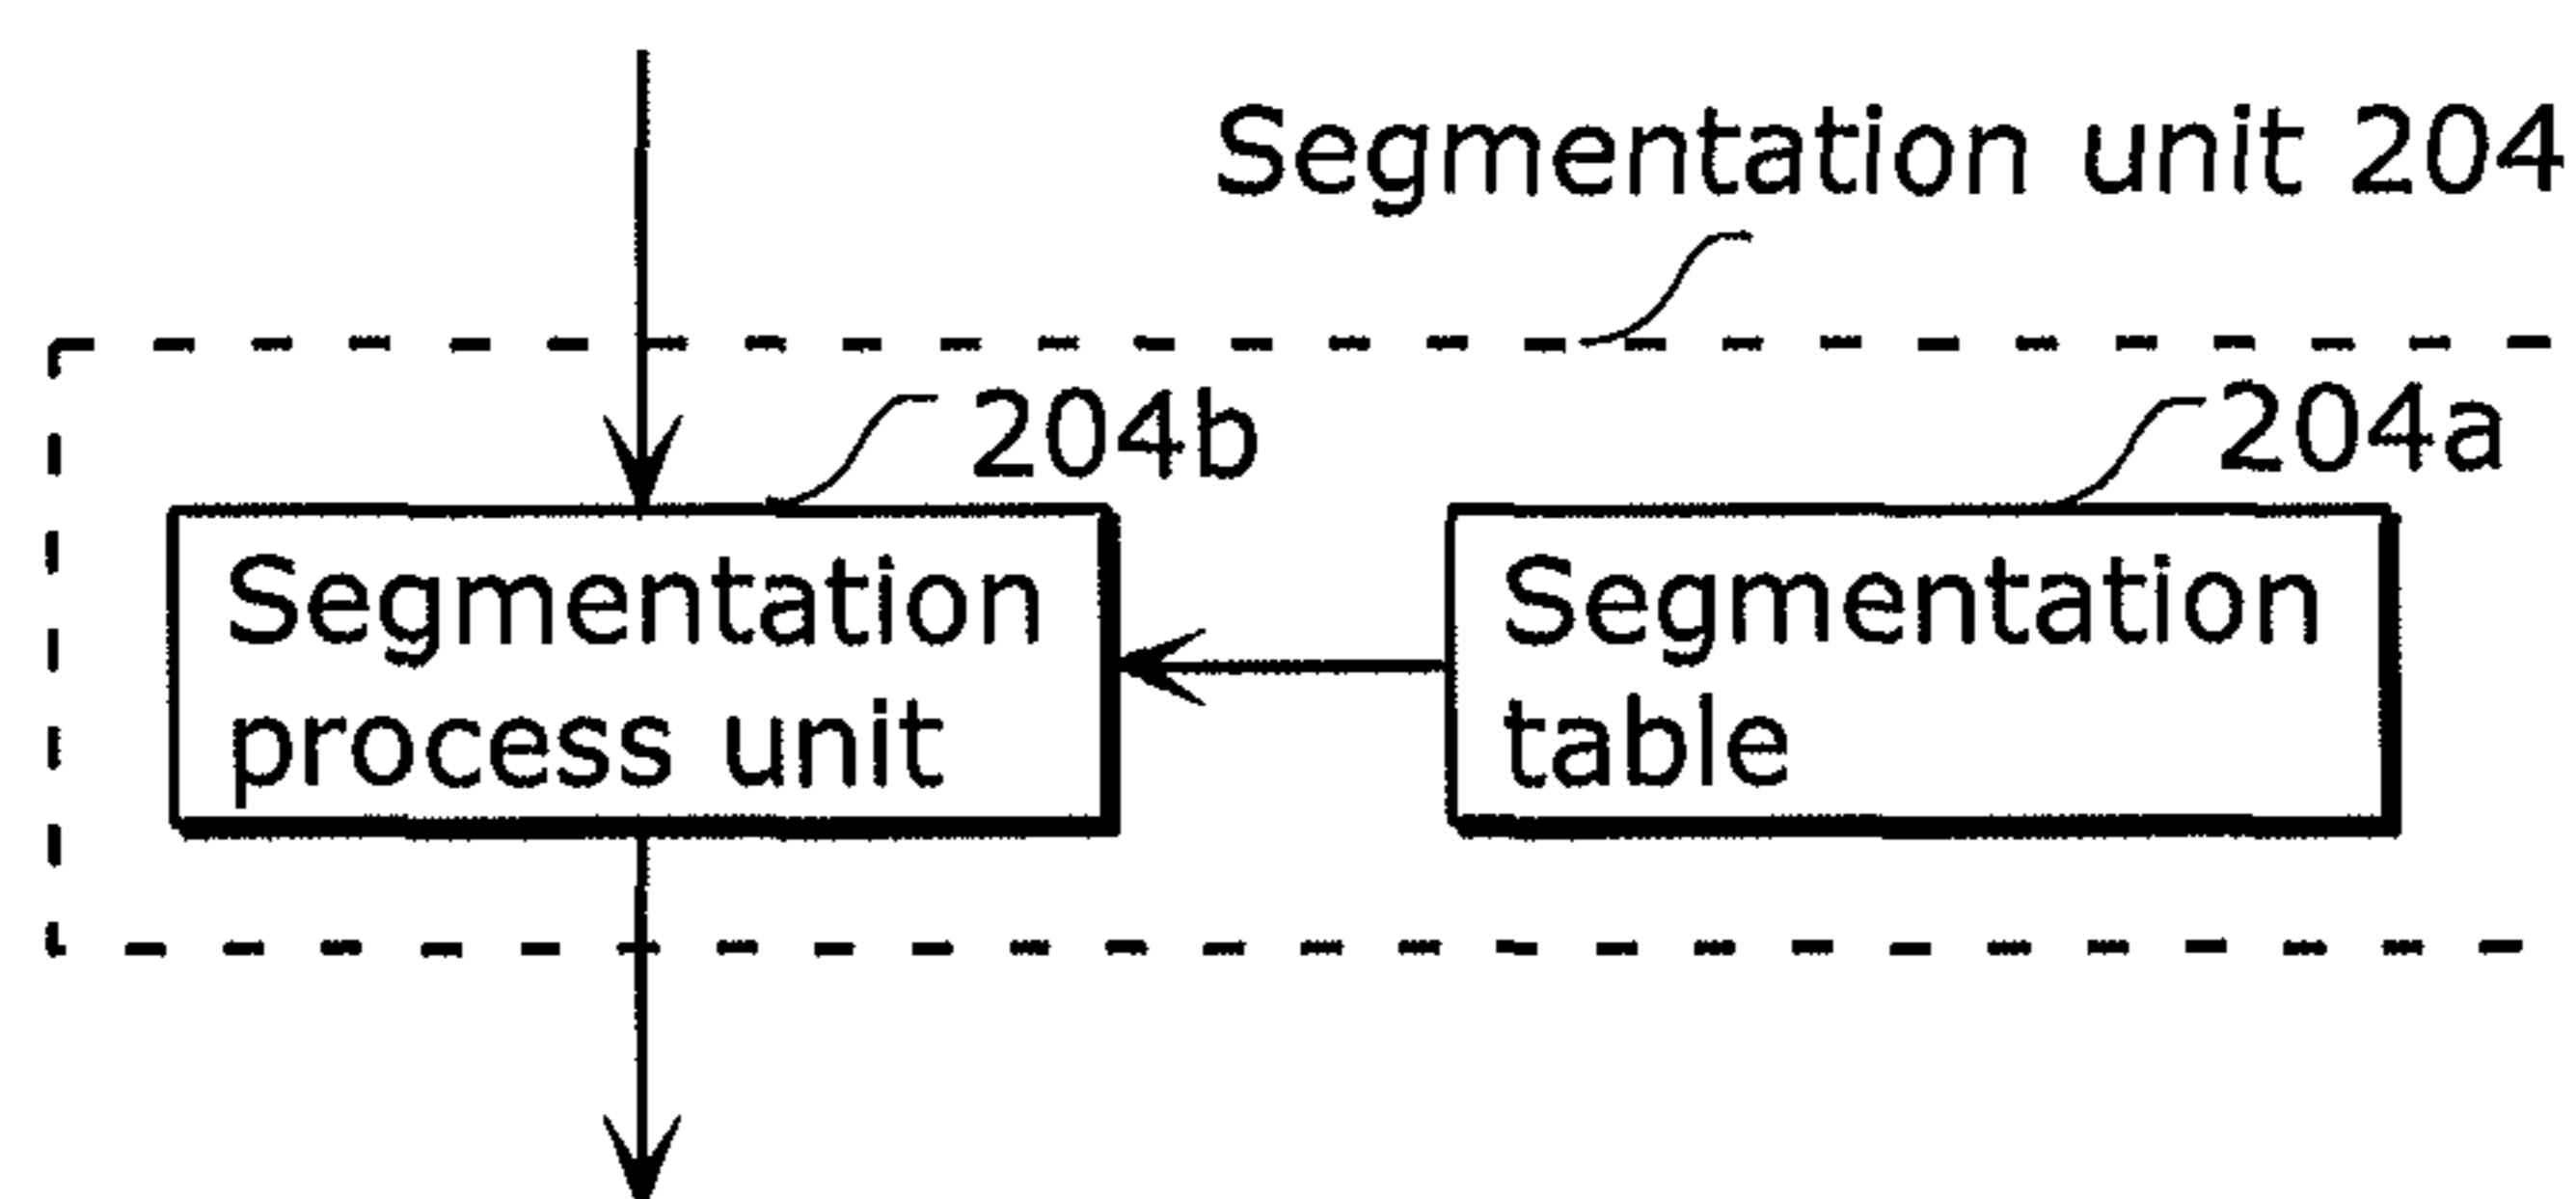 Segmentation unit 204
204b
204a
Segmentation
process unit
Segmentation
table